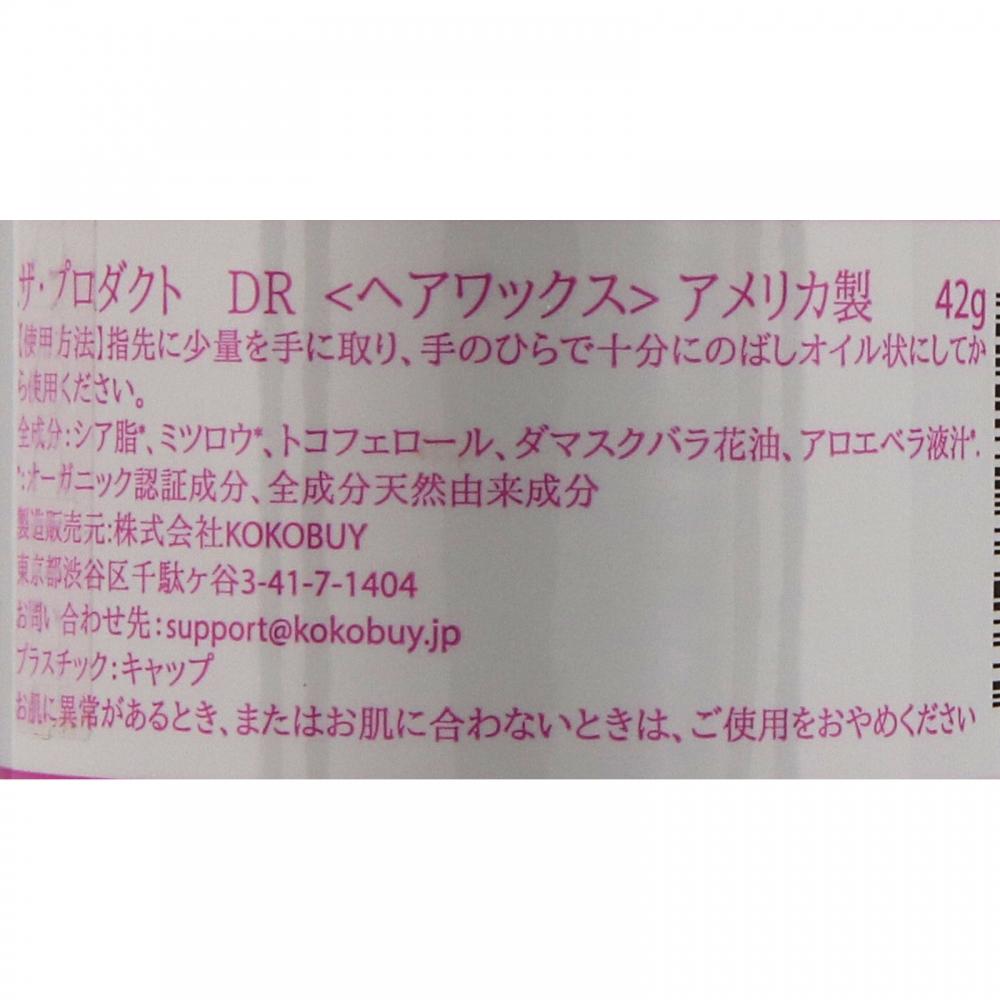 ザ・プロダクト　DR <ヘアワックス> アメリカ製　42g
【使用方法】指先に少量を手に取り、手のひらで十分にのばしオイル状にしてか
ら使用ください。
全成分:シア脂*、ミツロウ*、トコフェロール、ダマスクバラ花油、アロエベラ液汁*.
*:オーガニック認証成分、全成分天然由来成分
製造販売元:株式会社KOKOBUY
東京都渋谷区千駄ケ谷3-41-7-1404
お問い合わせ先:support@kokobuy.jp
プラスチック:キャップ
お肌に異常があるとき、またはお肌に合わないときは、ご使用をおやめください